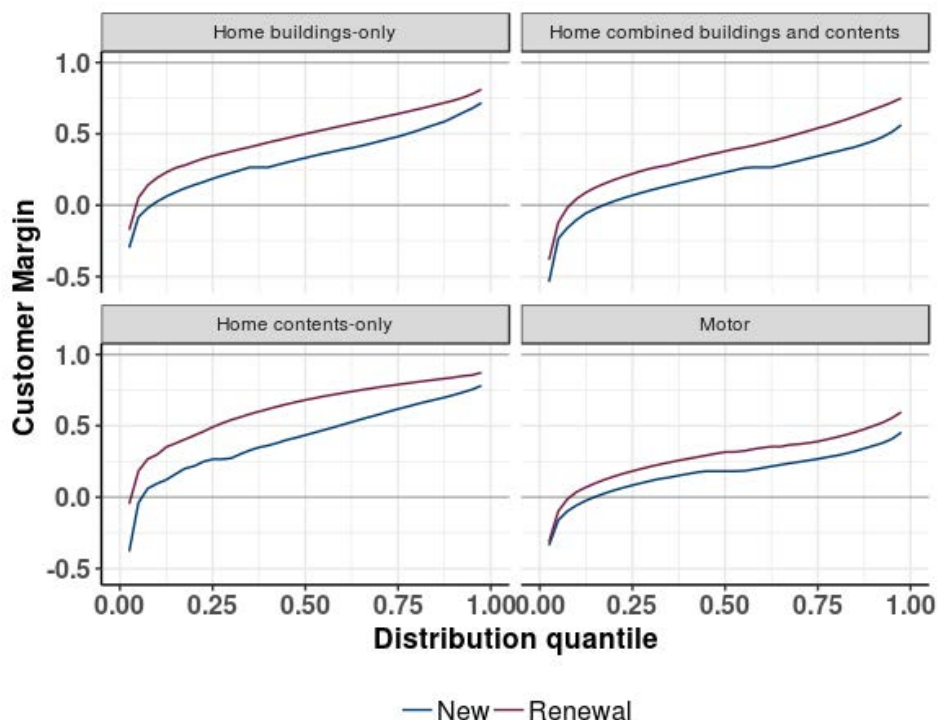 Home buildings-only
Home combined buildings and contents
1.0
0.5
0.0
-0.5
Home contents-only
Motor
1.0
0.5
0.0
-0.5
Customer Margin
0.00 0.25 0.50 0.75 1.00 0.00 0.25 0.50 0.75 1.00
Distribution quantile
New Renewal